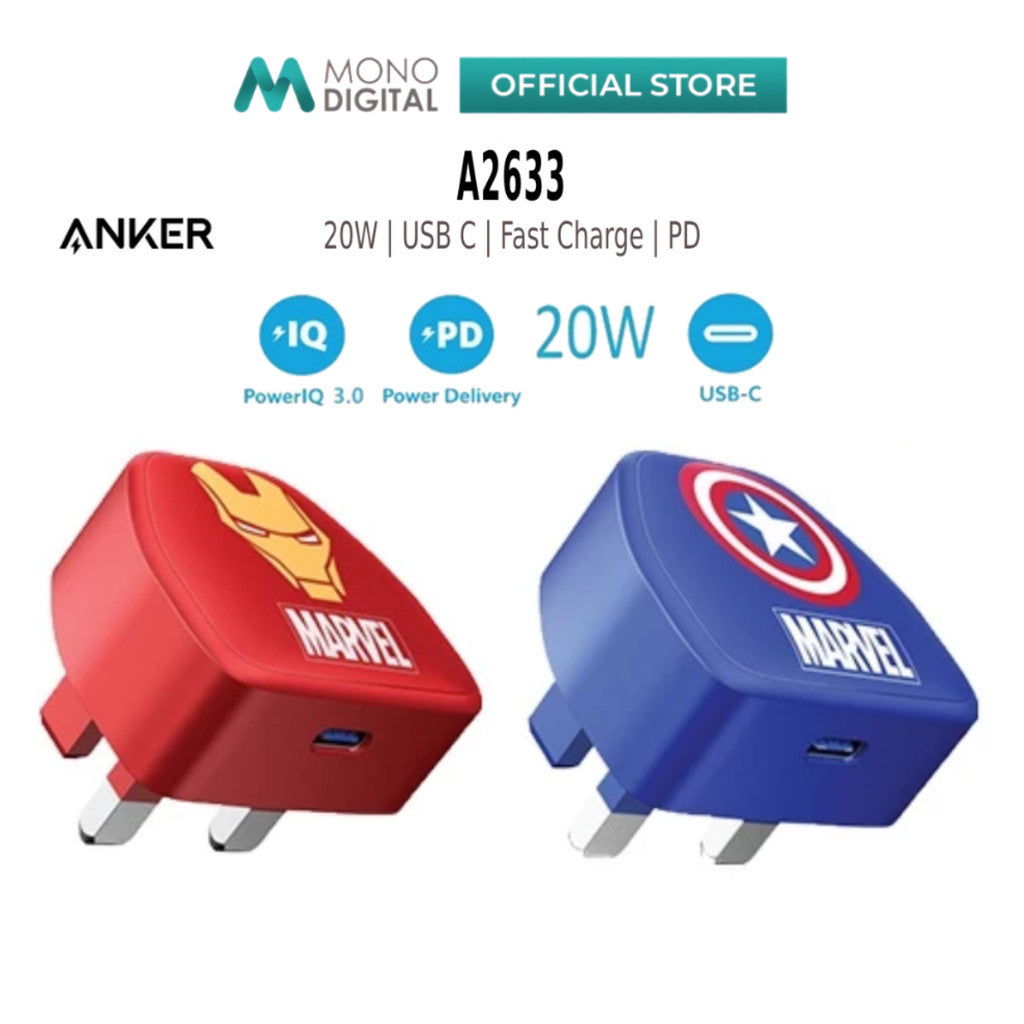 MONO
DIGITAL
OFFICIAL STORE
A2633
ANKER
20W | USB C | Fast Charge | PD
IQ
PD
20W
PowerIQ 3.0
Power Delivery
USB-C
MARVEL
MARVEL